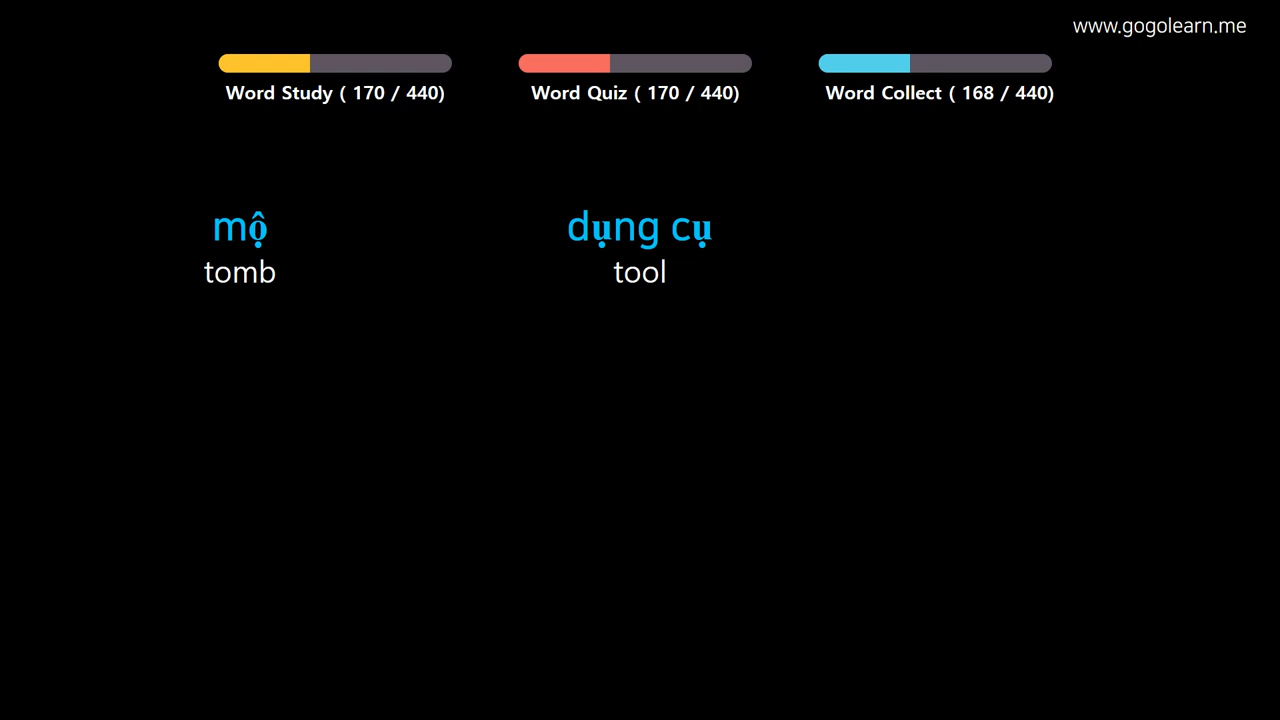 www.gogolearn.me
Word Study ( 170 / 440)
Word Quiz ( 170 / 440)
Word Collect ( 168 / 440)
mộ
tomb
dụng cụ
tool